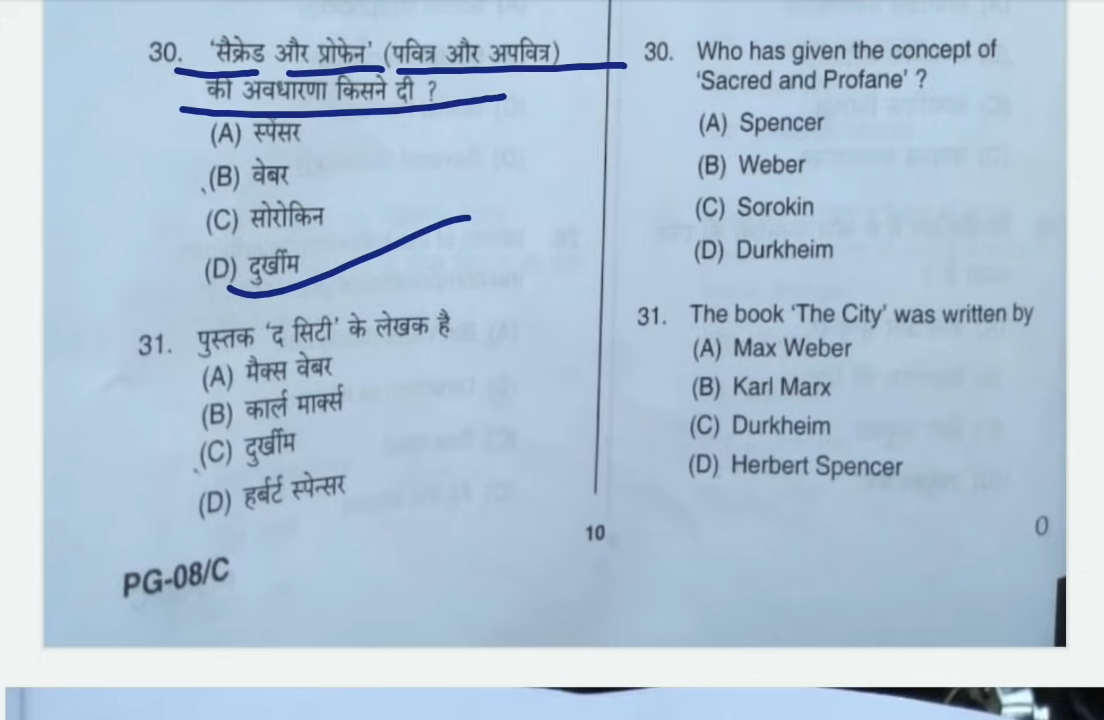 30. 'सैक्रेड और प्रोफेन' (पवित्र और अपवित्र)
की अवधारणा किसने दी ?
(A) स्पेंसर
(B) वेबर
(C) सोरोकिन
(D) दुर्खीम
31. पुस्तक 'द सिटी' के लेखक है
(A) मैक्स वेबर
(B) कार्ल मार्क्स
(C) दुर्खीम
(D) हर्बर्ट स्पेन्सर
30. Who has given the concept of
'Sacred and Profane' ?
(A) Spencer
(B) Weber
(C) Sorokin
(D) Durkheim
31. The book 'The City' was written by
(A) Max Weber
(B) Karl Marx
(C) Durkheim
(D) Herbert Spencer
10
0
PG-08/C